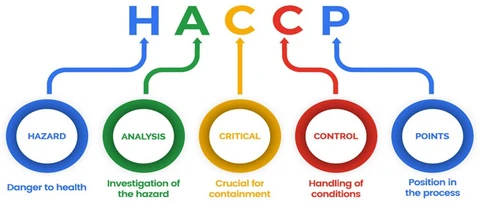 HACCP
HAZARD
ANALYSIS
CRITICAL
CONTROL
POINTS
Danger to health
Investigation of
the hazard
Crucial for
containment
Handling of
conditions
Position in
the process